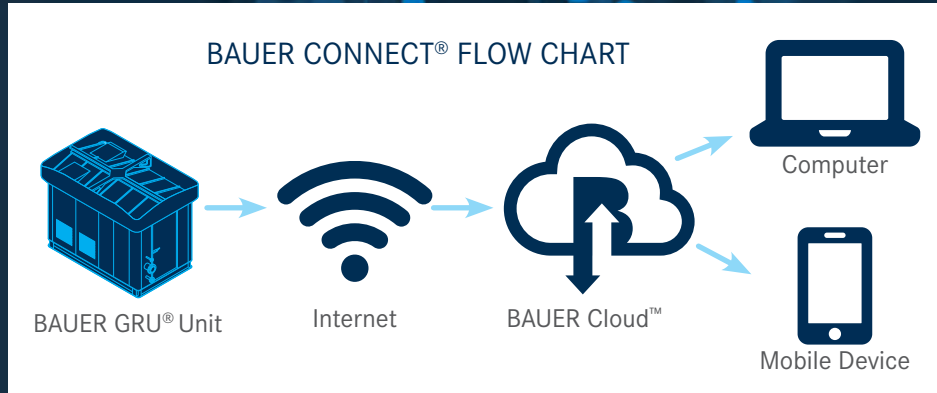 BAUER CONNECT® FLOW CHART
BAUER GRU® Unit
Internet
B
BAUER Cloud™
Computer
Mobile Device